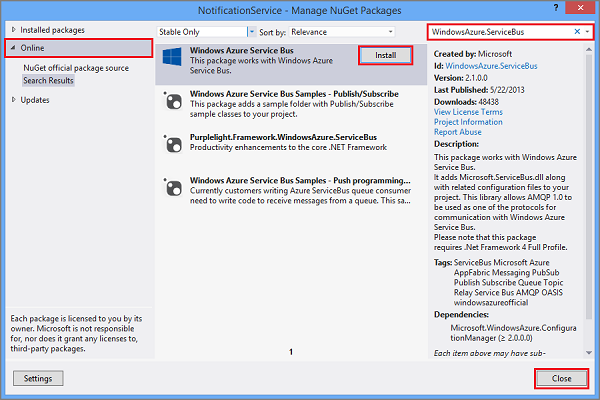 NotificationService - Manage NuGet Packages
?
Installed packages
Online
NuGet official package source
Search Results
Updates
Each package is licensed to you by its
owner. Microsoft is not responsible
for, nor does it grant any licenses to,
third-party packages.
Settings
Stable Only
Sort by:
Relevance
Windows Azure Service Bus
This package works with Windows Azure
Service Bus.
Install
Windows Azure Service Bus Samples - Publish/Subscribe
This package adds a sample folder with Publish/Subscribe
sample classes to your project.
Purplelight.Framework.WindowsAzure.ServiceBus
Productivity enhancements to the core .NET Framework
Windows Azure Service Bus Samples - Push programming...
Currently customers writing Azure ServiceBus queue consumer
need to write code to receive messages from a queue. This sa...
1
WindowsAzure.ServiceBus
Created by: Microsoft
Id: WindowsAzure.ServiceBus
Version: 2.1.0.0
Last Published: 5/22/2013
Downloads: 48438
View License Terms
Project Information
Report Abuse
Description:
This package works with Windows Azure
Service Bus.
It adds Microsoft.ServiceBus.dll along
with related configuration files to your
project. This library allows AMQP 1.0 to
be used as one of the protocols for
communication with Windows Azure
Service Bus.
Please note that this package
requires .Net Framework 4 Full Profile.
Tags: ServiceBus Microsoft Azure
AppFabric Messaging PubSub
Publish Subscribe Queue Topic
Relay Service Bus AMQP OASIS
windowsazureofficial
Dependencies:
Microsoft.WindowsAzure.Configura
tionManager (≥ 2.0.0.0)
Each item above may have sub-
Close